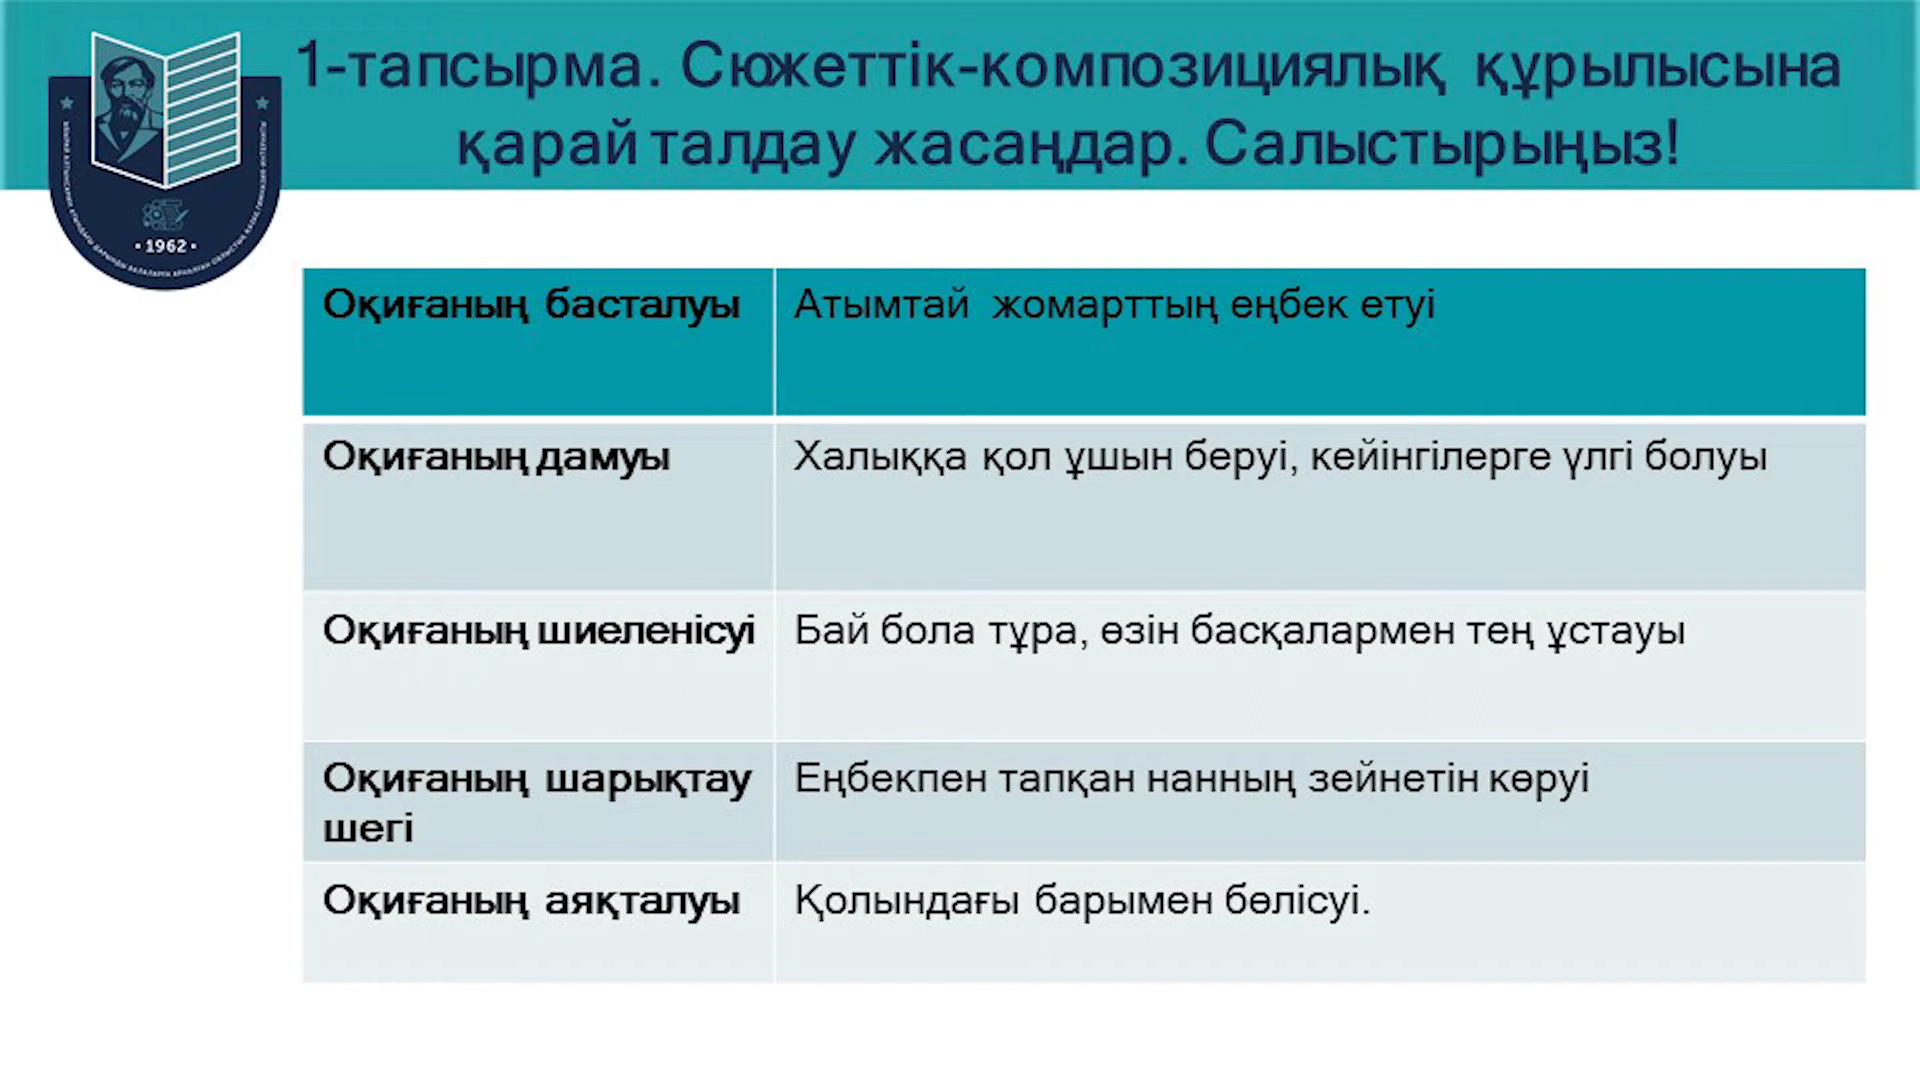 1-тапсырма. Сюжеттік-композициялық құрылысына
қарай талдау жасаңдар. Салыстырыңыз!
• 1962 •
Оқиғаның басталуы
Атымтай жомарттың еңбек етуі
Оқиғаның дамуы
Халыққа қол ұшын беруі, кейінгілерге үлгі болуы
Оқиғаның шиеленісуі
Бай бола тұра, өзін басқалармен тең ұстауы
Оқиғаның шарықтау
шегі
Еңбекпен тапқан нанның зейнетін көруі
Оқиғаның аяқталуы
Қолындағы барымен бөлісуі.